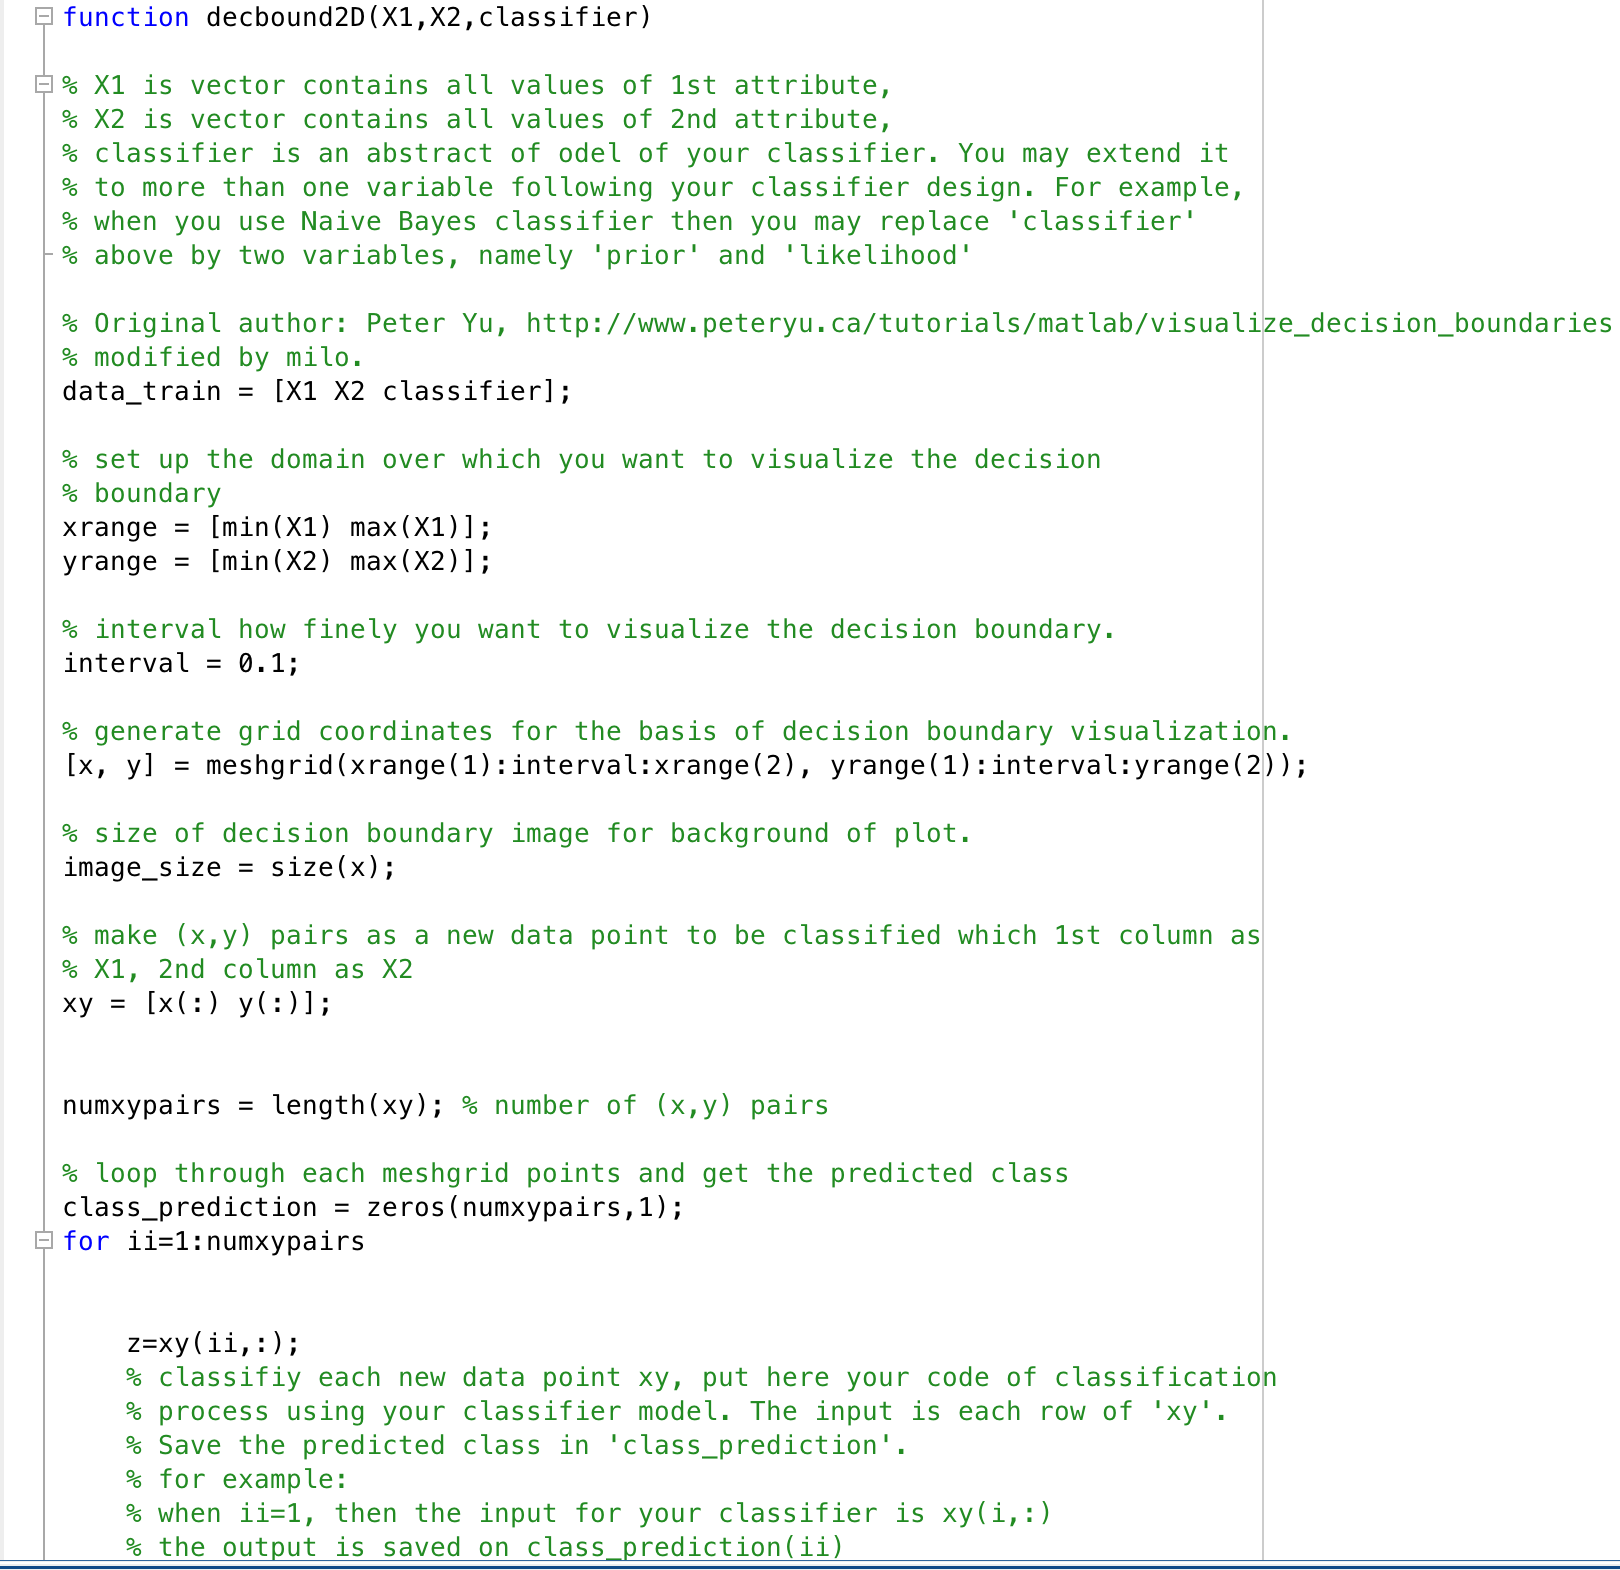 function decbound2D(X1,X2,classifier)
% X1 is vector contains all values of 1st attribute,
% X2 is vector contains all values of 2nd attribute,
% classifier is an abstract of odel of your classifier. You may extend it
% to more than one variable following your classifier design. For example,
% when you use Naive Bayes classifier then you may replace 'classifier'
% above by two variables, namely 'prior' and 'likelihood'
% Original author: Peter Yu, http://www.peteryu.ca/tutorials/matlab/visualize_decision_boundaries
% modified by milo.
data_train = [X1 X2 classifier];
% set up the domain over which you want to visualize the decision
% boundary
xrange = [min(X1) max(X1)];
yrange = [min(X2) max(X2)];
% interval how finely you want to visualize the decision boundary.
interval = 0.1;
% generate grid coordinates for the basis of decision boundary visualization.
[x, y] = meshgrid(xrange(1):interval:xrange(2), yrange(1):interval:yrange(2));
% size of decision boundary image for background of plot.
image_size = size(x);
% make (x,y) pairs as a new data point to be classified which 1st column as
% X1, 2nd column as X2
xy = [x(:) y(:)];
numxypairs = length(xy); % number of (x,y) pairs
% loop through each meshgrid points and get the predicted class
class_prediction = zeros(numxypairs,1);
for ii=1:numxypairs
z=xy(ii,:);
% classifiy each new data point xy, put here your code of classification
% process using your classifier model. The input is each row of 'xy'.
% Save the predicted class in 'class_prediction'.
% for example:
% when ii=1, then the input for your classifier is xy(i,:)
% the output is saved on class_prediction(ii)